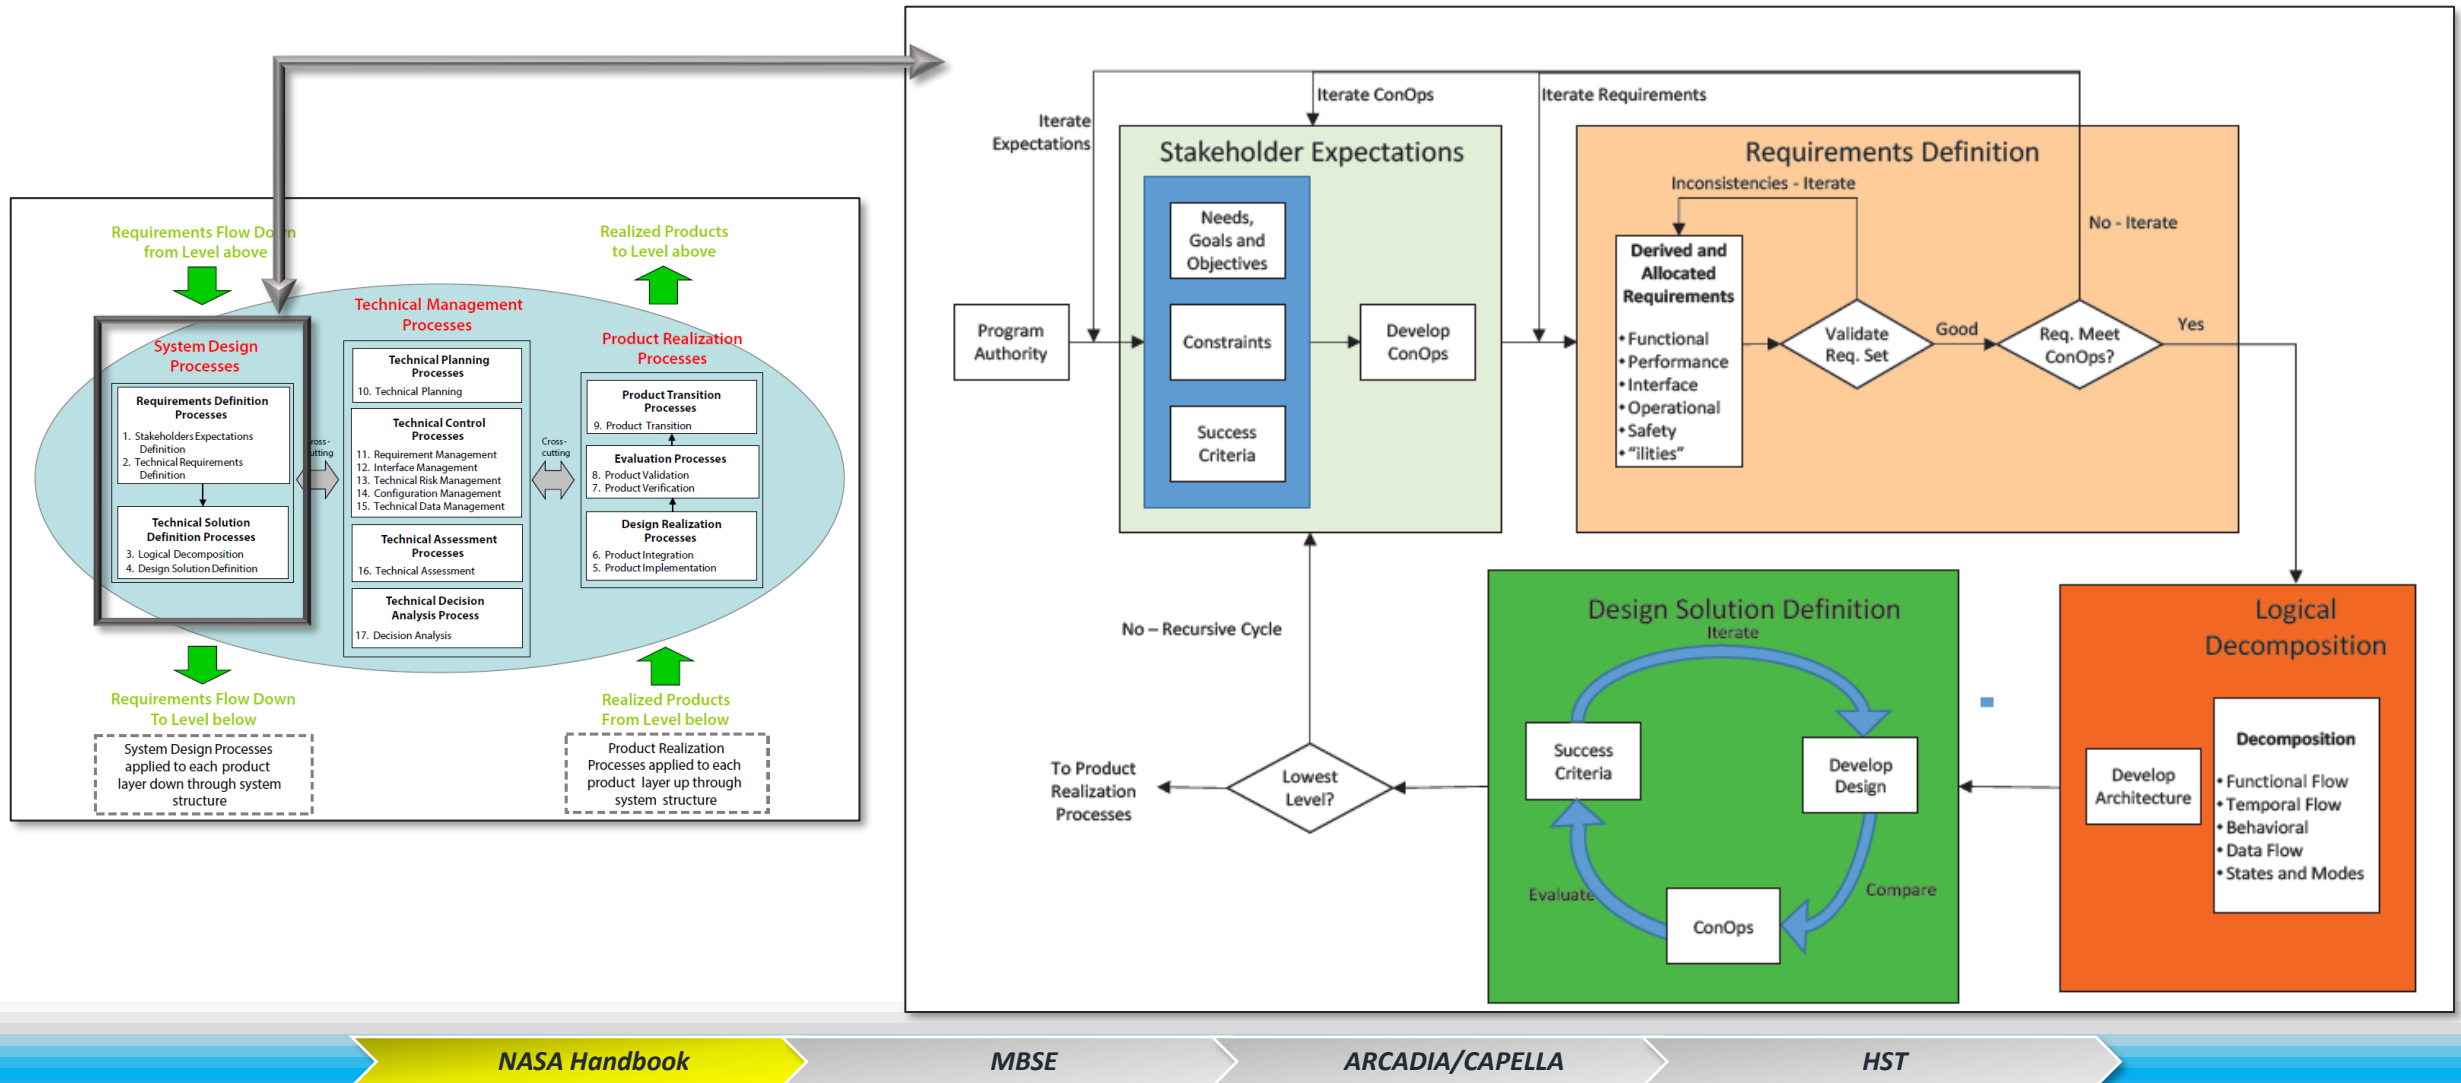 Requirements Flow Down
from Level above
Realized Products
to Level above
Technical Management
Processes
System Design
Processes
Product Realization
Processes
Requirements Definition
Processes
1. Stakeholders Expectations
Definition
2. Technical Requirements
Definition
Technical Solution
Definition Processes
3. Logical Decomposition
4. Design Solution Definition
ross -
utting
Technical Planning
Processes
10. Technical Planning
Technical Control
Processes
11. Requirement Management
12. Interface Management
13. Technical Risk Management
14. Configuration Management
15. Technical Data Management
Technical Assessment
Processes
16. Technical Assessment
Technical Decision
Analysis Process
17. Decision Analysis
Cross-
cutting
Product Transition
Processes
9. Product Transition
Evaluation Processes
8. Product Validation
7. Product Verification
Design Realization
Processes
6. Product Integration
5. Product Implementation
Requirements Flow Down
To Level below
Realized Products
From Level below
System Design Processes
applied to each product
layer down through system
structure
Product Realization
Processes applied to each
product layer up through
system structure
Iterate
Expectations
Iterate ConOps
Iterate Requirements
Program
Authority
Stakeholder Expectations
Needs,
Goals and
Objectives
Constraints
Success
Criteria
Develop
ConOps
Requirements Definition
Inconsistencies - Iterate
Derived and
Allocated
Requirements
• Functional
• Performance
• Interface
• Operational
• Safety
• "ilities"
Validate
Req. Set
Good
Req. Meet
ConOps?
No - Iterate
Yes
Logical
Decomposition
Develop
Architecture
Decomposition
• Functional Flow
• Temporal Flow
• Behavioral
• Data Flow
• States and Modes
Design Solution Definition
Iterate
Success
Criteria
Develop
Design
Evaluate
Compare
ConOps
No – Recursive Cycle
Lowest
Level?
To Product
Realization
Processes
NASA Handbook
MBSE
ARCADIA/CAPELLA
HST